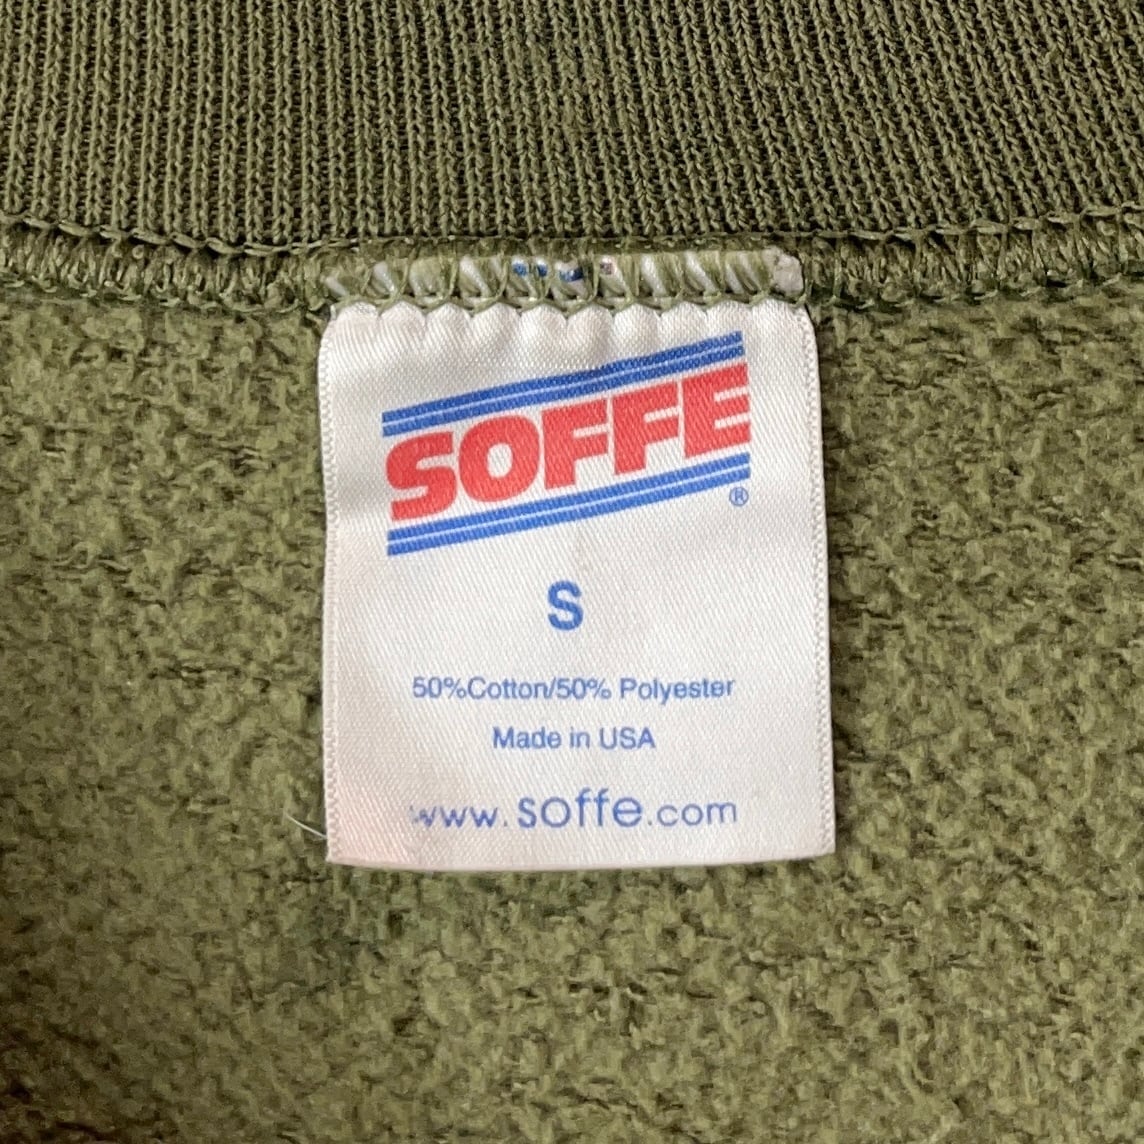 SOFFE
®
S
50%Cotton/50% Polyester
Made in USA
www.soffe.com